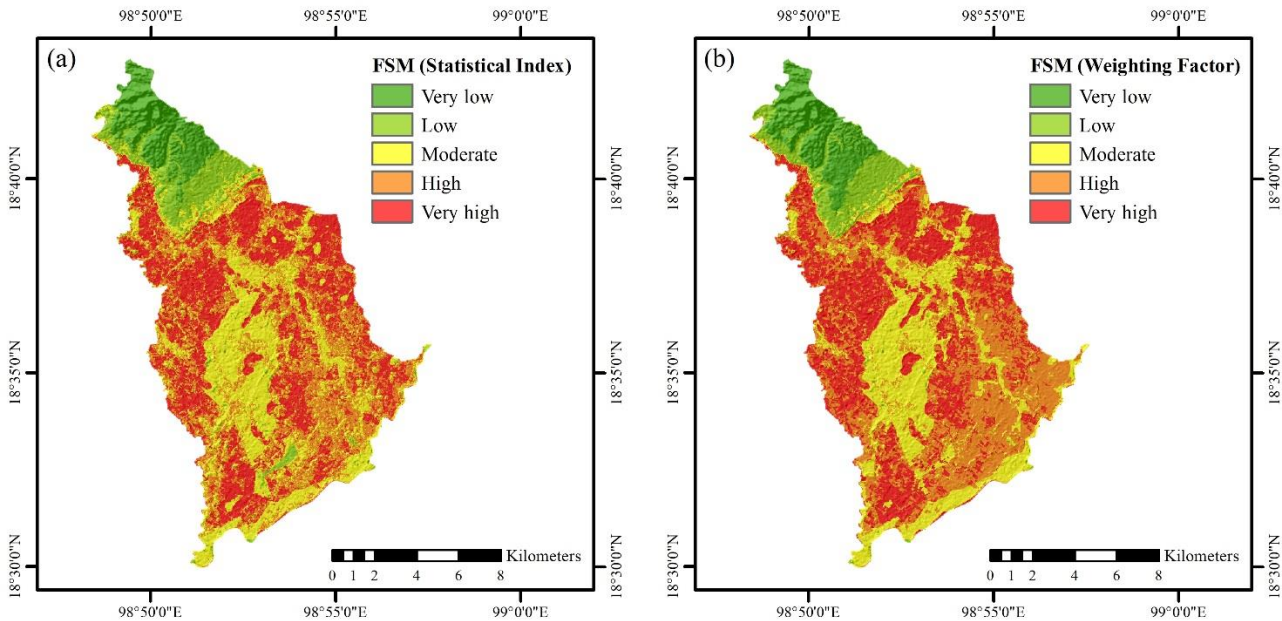 98°50'0"E 98°55'0"E 99°0'0"E
(a)
FSM (Statistical Index)
Very low
Low
Moderate
High
Very high
18°40'0"N 18°40'0"N
18°35'0"N 18°35'0"N
18°30'0"N 18°30'0"N
Kilometers
0 1 2 4 6 8
98°50'0"E 98°55'0"E 99°0'0"E
98°50'0"E 98°55'0"E 99°0'0"E
(b)
FSM (Weighting Factor)
Very low
Low
Moderate
High
Very high
18°40'0"N 18°40'0"N
18°35'0"N 18°35'0"N
18°30'0"N 18°30'0"N
Kilometers
0 1 2 4 6 8
98°50'0"E 98°55'0"E 99°0'0"E